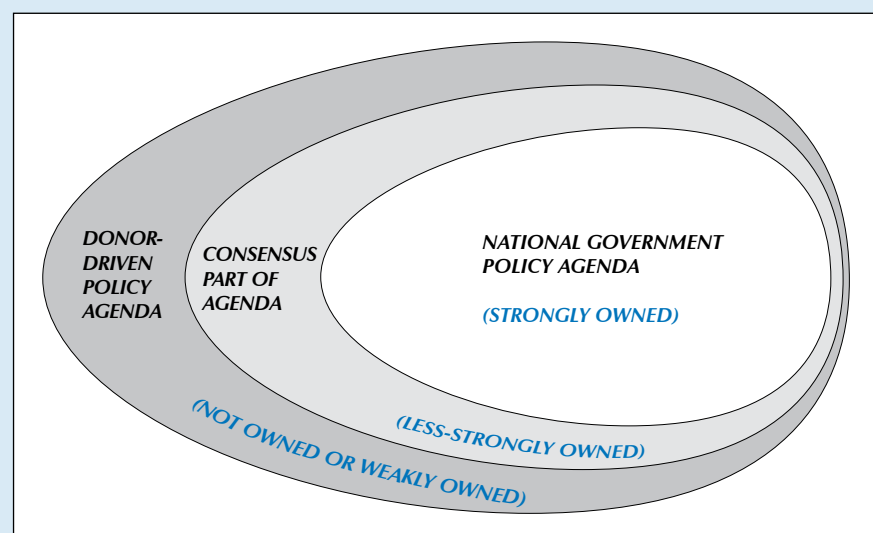 DONOR-
DRIVEN
POLICY
AGENDA
CONSENSUS
PART OF
AGENDA
NATIONAL GOVERNMENT
POLICY AGENDA
(STRONGLY OWNED)
(LESS-STRONGLY OWNED)
(NOT OWNED OR WEAKLY OWNED)